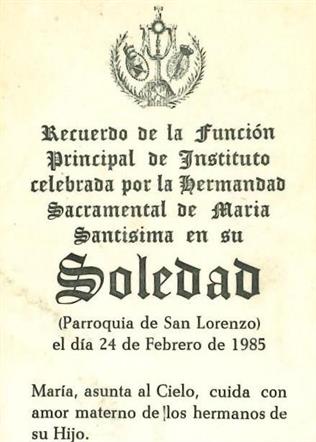 Recuerdo de la Función
Principal de Instituto
celebrada por la Hermandad
Sacramental de Maria
Santisima en su
Soledad
(Parroquia de San Lorenzo)
el día 24 de Febrero de 1985
María, asunta al Cielo, cuida con
amor materno de los hermanos de
su Hijo.